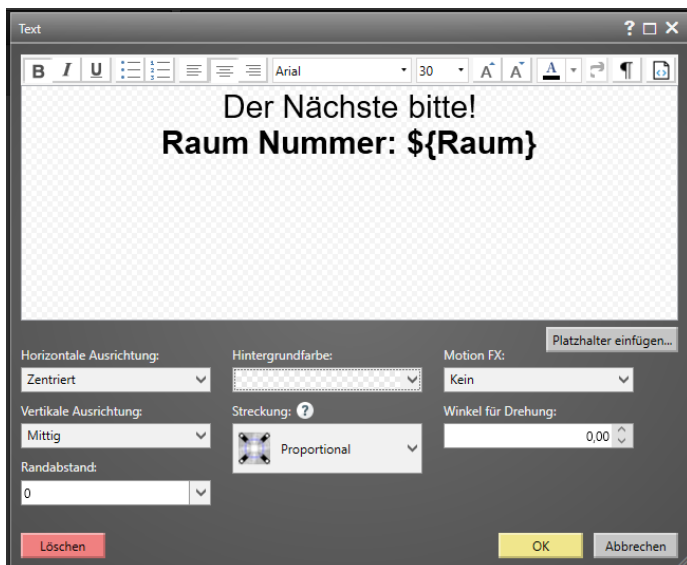 Text
B I U
Arial 30
Der Nächste bitte!
Raum Nummer: ${Raum}
Platzhalter einfügen...
Horizontale Ausrichtung: Hintergrundfarbe: Motion FX:
Zentriert Kein
Vertikale Ausrichtung: Streckung: Winkel für Drehung:
Mittig Proportional 0,00
Randabstand:
0
Löschen OK Abbrechen